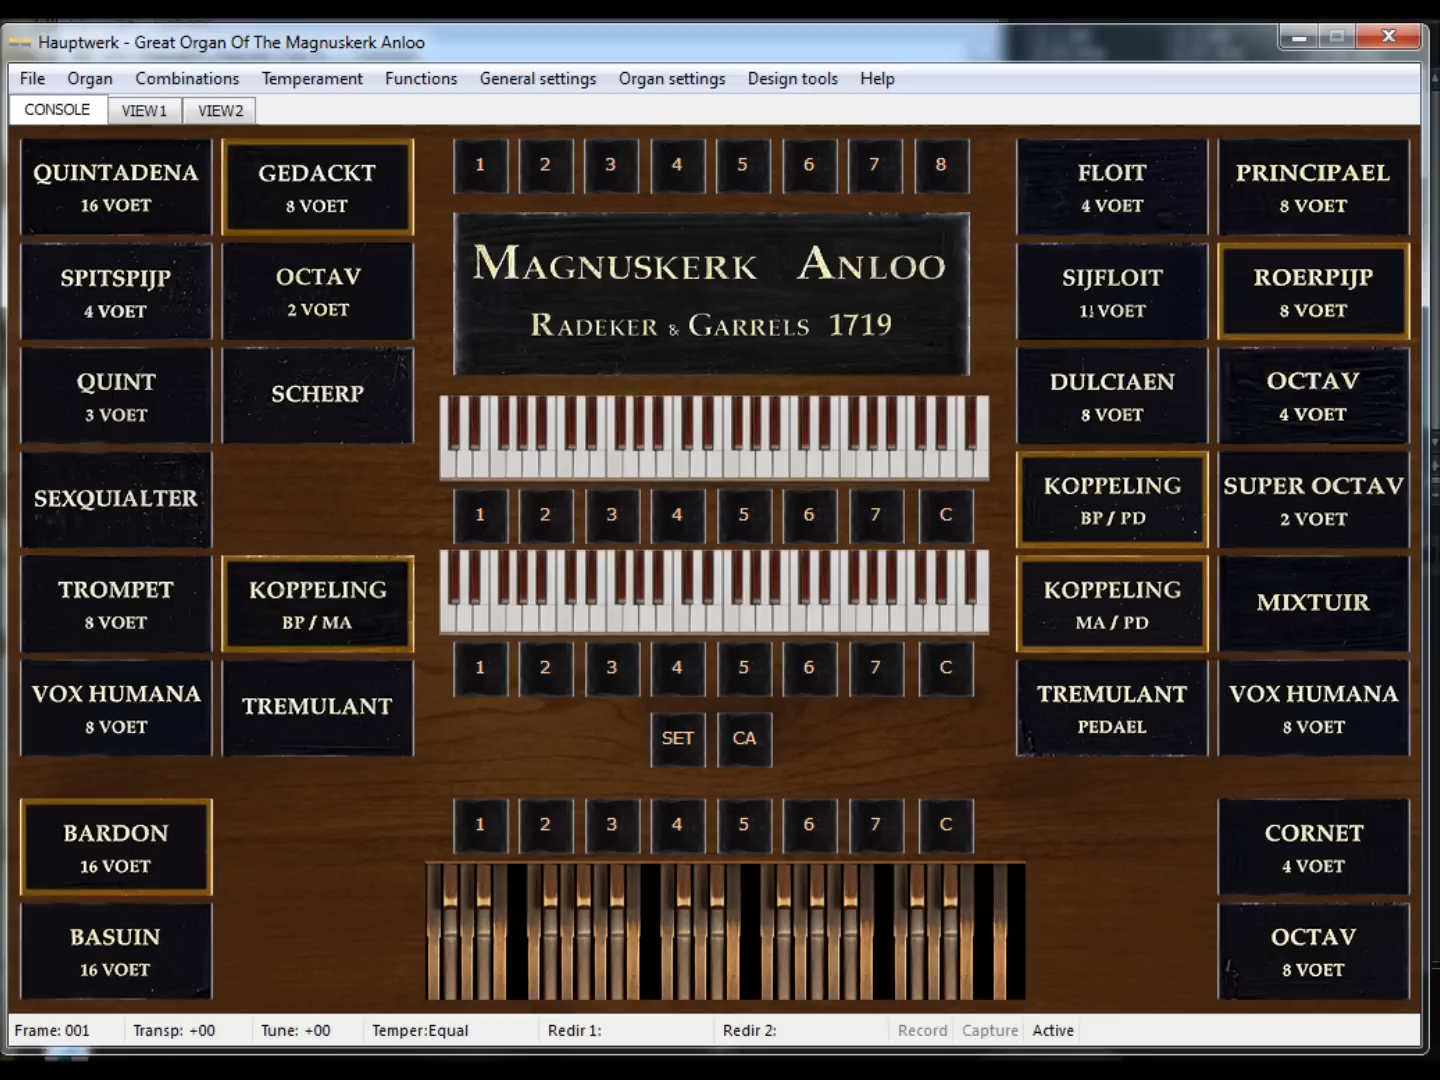 Hauptwerk - Great Organ Of The Magnuskerk Anloo
File Organ Combinations Temperament Functions General settings Organ settings Design tools Help
CONSOLE VIEW1 VIEW2
QUINTADENA
16 VOET
GEDACKT
8 VOET
SPITSPIJP
4 VOET
OCTAV
2 VOET
QUINT
3 VOET
SCHERP
SEXQUIALTER
TROMPET
8 VOET
KOPPELING
BP / MA
VOX HUMANA
8 VOET
TREMULANT
BARDON
16 VOET
BASUIN
16 VOET
1 2 3 4 5 6 7 8
MAGNUSKERK ANLOO
RADEKER & GARRELS 1719
1 2 3 4 5 6 7 C
1 2 3 4 5 6 7 C
SET CA
1 2 3 4 5 6 7 C
FLOIT
4 VOET
PRINCIPAEL
8 VOET
SIJFLOIT
1½ VOET
ROERPIJP
8 VOET
DULCIAEN
8 VOET
OCTAV
4 VOET
KOPPELING
BP / PD
SUPER OCTAV
2 VOET
KOPPELING
MA / PD
MIXTUIR
TREMULANT
PEDAEL
VOX HUMANA
8 VOET
CORNET
4 VOET
OCTAV
8 VOET
Frame: 001 Transp: +00 Tune: +00 Temper:Equal Redir 1: Redir 2: Record Capture Active